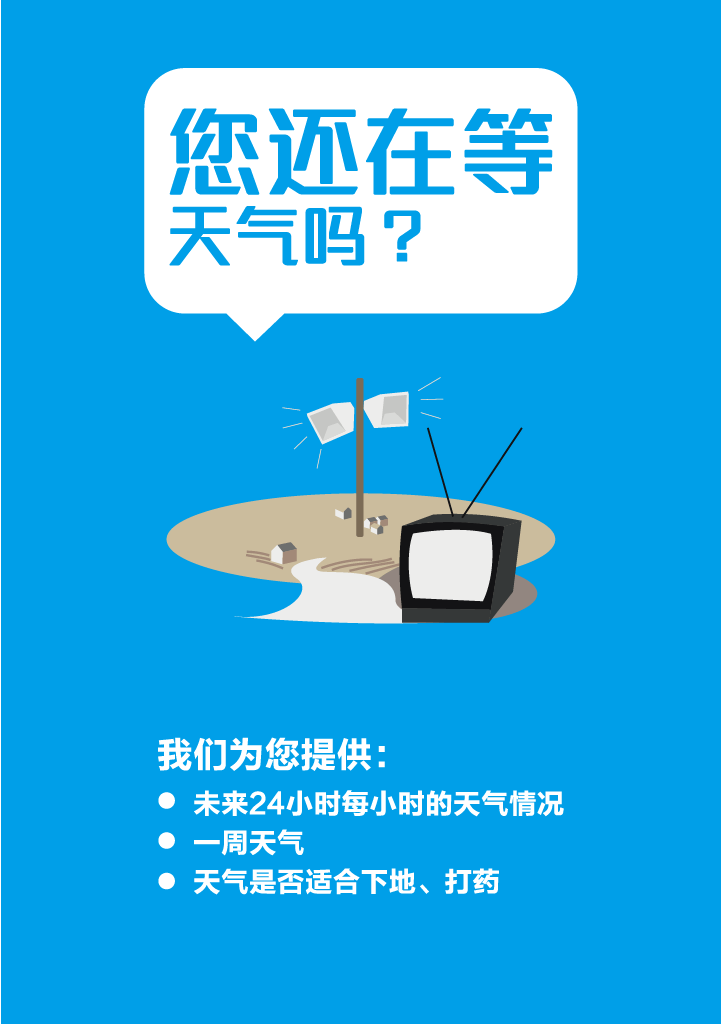 您还在等
天气吗？
我们为您提供：
● 未来24小时每小时的天气情况
● 一周天气
● 天气是否适合下地、打药